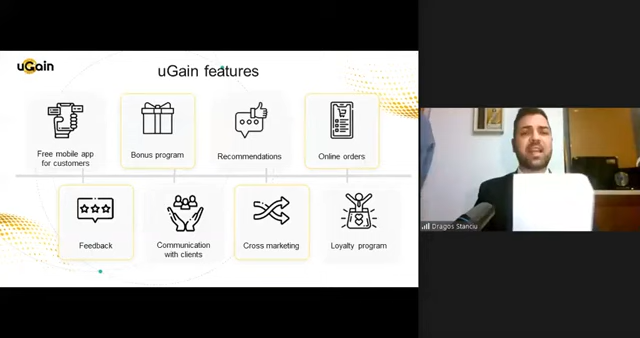 uGain
uGain features
Free mobile app
for customers
Bonus program
Recommendations
Online orders
Feedback
Communication
with clients
Cross marketing
Loyalty program
Dragos Stanciu